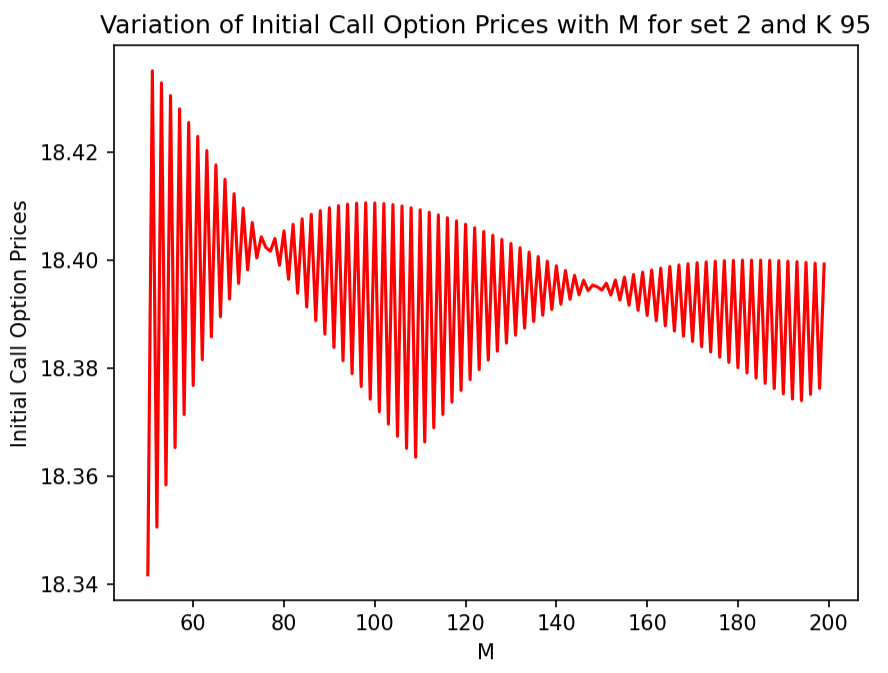 Variation of Initial Call Option Prices with M for set 2 and K 95
Initial Call Option Prices
18.42
18.40
18.38
18.36
18.34
60 80 100 120 140 160 180 200
M